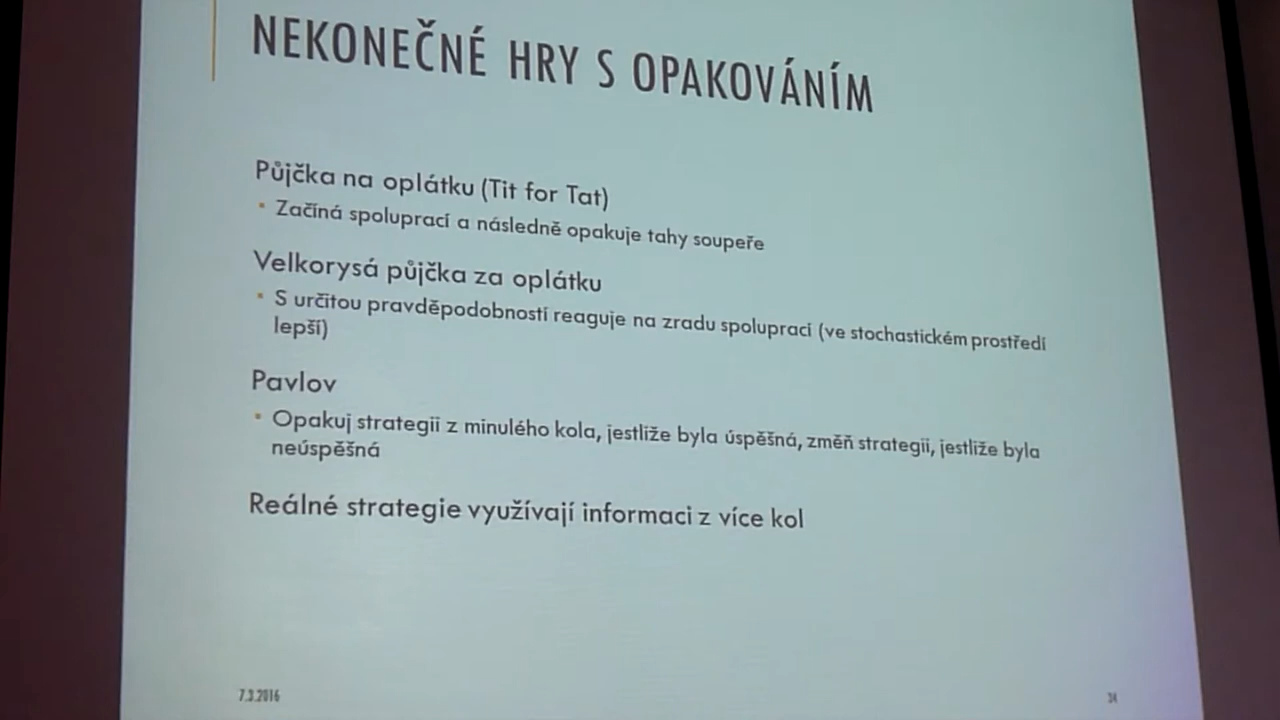 NEKONEČNÉ HRY S OPAKOVÁNÍM
Půjčka na oplátku (Tit for Tat)
Začíná spoluprací a následně opakuje tahy soupeře
Velkorysá půjčka za oplátku
S určitou pravděpodobností reaguje na zradu spoluprací (ve stochastickém prostředí
lepší)
Pavlov
Opakuj strategii z minulého kola, jestliže byla úspěšná, změň strategii, jestliže byla
neúspěšná
Reálné strategie využívají informaci z více kol
7.3.2016